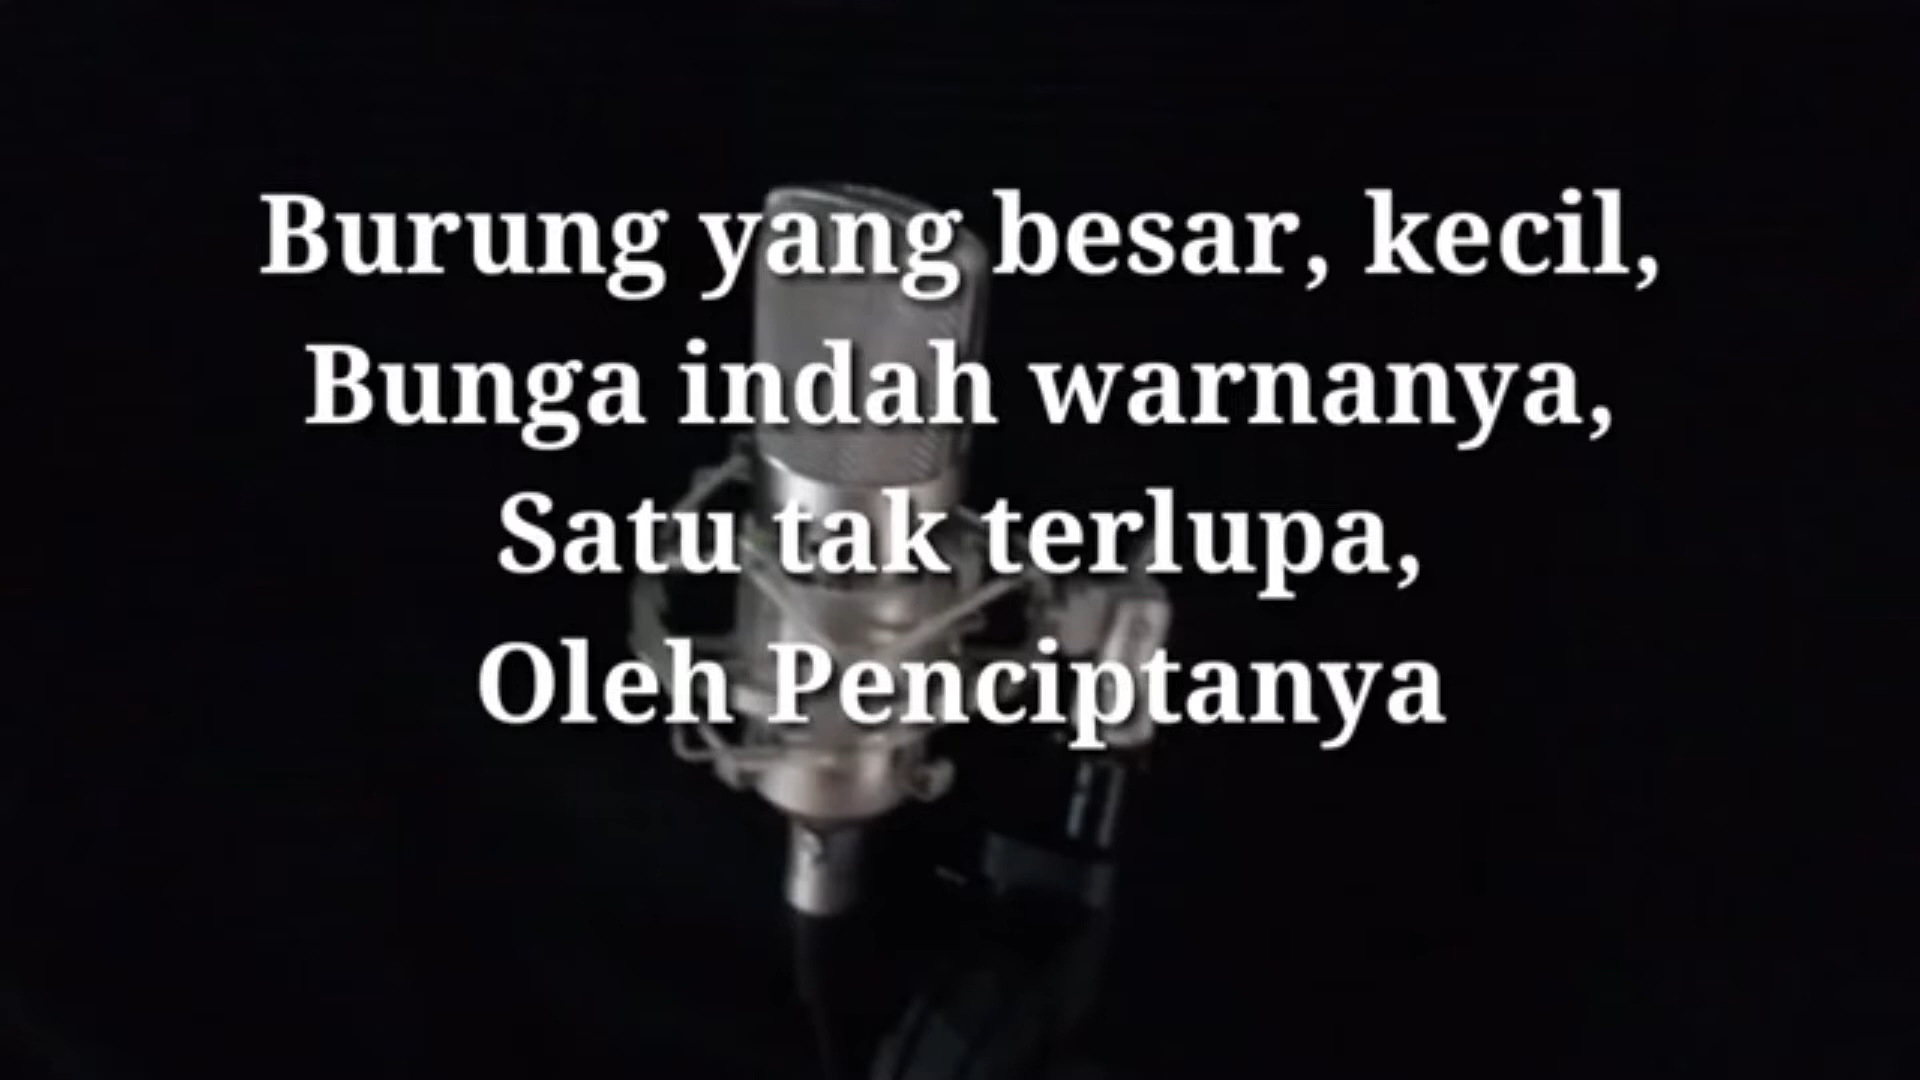 Burung yang besar, kecil,
Bunga indah warnanya,
Satu tak terlupa,
Oleh Penciptanya